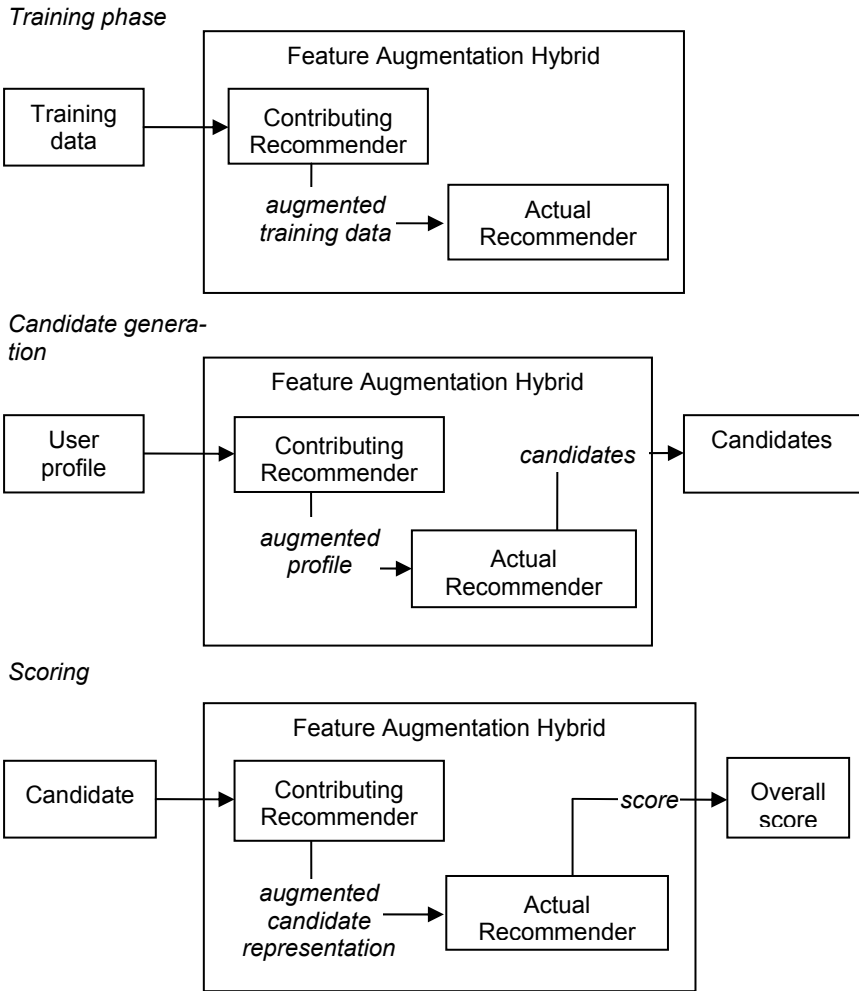 Training phase
Feature Augmentation Hybrid
Training
data
Contributing
Recommender
augmented
training data
Actual
Recommender
Candidate genera-
tion
Feature Augmentation Hybrid
User
profile
Contributing
Recommender
candidates
Candidates
augmented
profile
Actual
Recommender
Scoring
Feature Augmentation Hybrid
Candidate
Contributing
Recommender
score
Overall
score
augmented
candidate
representation
Actual
Recommender